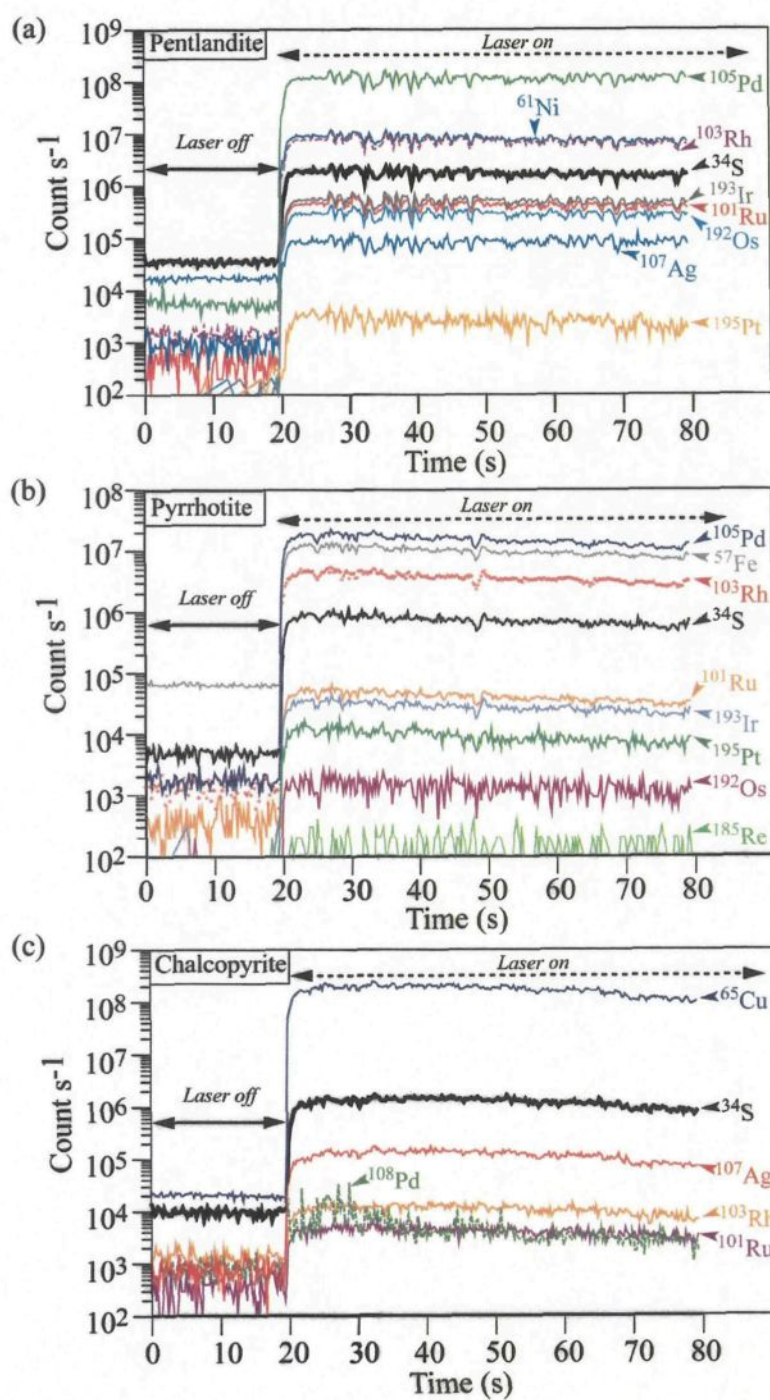 (a)
10⁹
10⁸
10⁷
10⁶
10⁵
10⁴
10³
10²
Count s⁻¹
Pentlandite
Laser on
Laser off
¹⁰⁵Pd
⁶¹Ni
¹⁰³Rh
³⁴S
¹⁹³Ir
¹⁰¹Ru
¹⁹²Os
¹⁰⁷Ag
¹⁹⁵Pt
0 10 20 30 40 50 60 70 80
Time (s)
(b)
10⁸
10⁷
10⁶
10⁵
10⁴
10³
10²
Count s⁻¹
Pyrrhotite
Laser on
Laser off
¹⁰⁵Pd
⁵⁷Fe
¹⁰³Rh
³⁴S
¹⁰¹Ru
¹⁹³Ir
¹⁹⁵Pt
¹⁹²Os
¹⁸⁵Re
0 10 20 30 40 50 60 70 80
Time (s)
(c)
10⁹
10⁸
10⁷
10⁶
10⁵
10⁴
10³
10²
Count s⁻¹
Chalcopyrite
Laser on
Laser off
⁶⁵Cu
³⁴S
¹⁰⁷Ag
¹⁰⁸Pd
¹⁰³Rh
¹⁰¹Ru
0 10 20 30 40 50 60 70 80
Time (s)